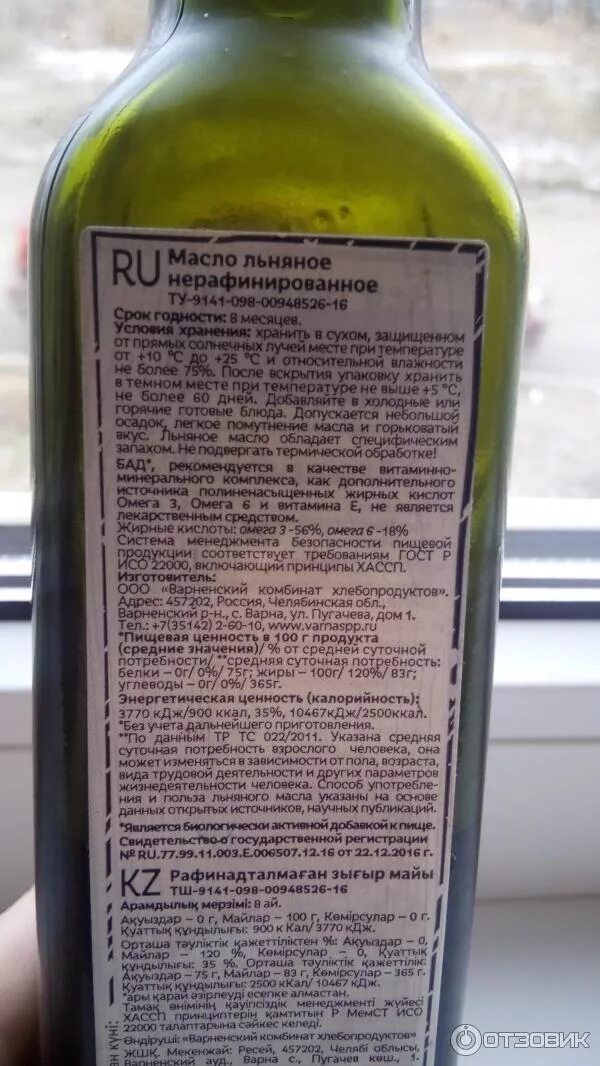 RU Масло льняное
нерафинированное
ТУ-9141-098-00948526-16
Срок годности: 8 месяцев.
Условия хранения: хранить в сухом, защищенном
от прямых солнечных лучей месте при температуре
от +10 °С до +25 °С и относительной влажности
не более 75%. После вскрытия упаковку хранить
в темном месте при температуре не выше +5 °С,
не более 60 дней. Добавляйте в холодные или
горячие готовые блюда. Допускается небольшой
осадок, легкое помутнение масла и горьковатый
вкус. Льняное масло обладает специфическим
запахом. Не подвергать термической обработке!
БАД*, рекомендуется в качестве витаминно-
минерального комплекса, как дополнительного
источника полиненасыщенных жирных кислот
Омега 3, Омега 6 и витамина Е, не является
лекарственным средством.
Жирные кислоты: омега 3 -56%, омега 6 -18%
Система менеджмента безопасности пищевой
продукции соответствует требованиям ГОСТ Р
ИСО 22000, включающий принципы ХАССП.
Изготовитель:
ООО «Варненский комбинат хлебопродуктов».
Адрес: 457202, Россия, Челябинская обл.,
Варненский р-н., с. Варна, ул. Пугачева, дом 1.
Тел.: +7(35142) 2-60-10, www.varnaspp.ru
*Пищевая ценность в 100 г продукта
(средние значения)/ % от средней суточной
потребности/ **средняя суточная потребность:
белки – 0г/ 0%/ 75г; жиры – 100г/ 120%/ 83г;
углеводы – 0г/ 0%/ 365г.
Энергетическая ценность (калорийность):
3770 кДж/900 ккал, 35%, 10467кДж/2500ккал.
*Без учета дальнейшего приготовления.
**По данным ТР ТС 022/2011. Указана средняя
суточная потребность взрослого человека, она
может изменяться в зависимости от пола, возраста,
вида трудовой деятельности и других параметров
жизнедеятельности человека. Способ употребле-
ния и польза льняного масла указаны на основе
данных открытых источников, научных публикаций.
*Является биологически активной добавкой к пище.
Свидетельство о государственной регистрации
№ RU.77.99.11.003.Е.006507.12.16 от 22.12.2016 г.
KZ Рафинадталмаған зығыр майы
ТШ-9141-098-00948526-16
Арамдылық мерзімі: 8 ай.
Ақуыздар – 0 г, Майлар – 100 г, Көмірсулар – 0 г.
Қуаттық құндылығы: 900 к Кал/ 3770 кДж.
Орташа тәуліктік қажеттіліктен %: Ақуыздар – 0,
Майлар – 120 %, Көмірсулар – 0, Қуаттық
құндылығы: 35 %. Орташа тәуліктік қажеттілік:
Ақуыздар – 75 г, Майлар – 83 г, Көмірсулар – 365 г.
Қуаттық құндылығы: 2500 кКал/ 10467 кДж.
*ары қарай әзірлеуді есепке алмастан.
Тамақ өнімінің қауіпсіздік менеджменті жүйесі
ХАССП принциптерін қамтитын Р МемСТ ИСО
22000 талаптарына сәйкес келеді.
Өндіруші: «Варненский комбинат хлебопродуктов»
ЖШҚ. Мекенжай: Ресей, 457202, Челябі облысы,
Варненский ауд., Варна с., Пугачев көш., 1.
ған күні:
ОТЗОВИК